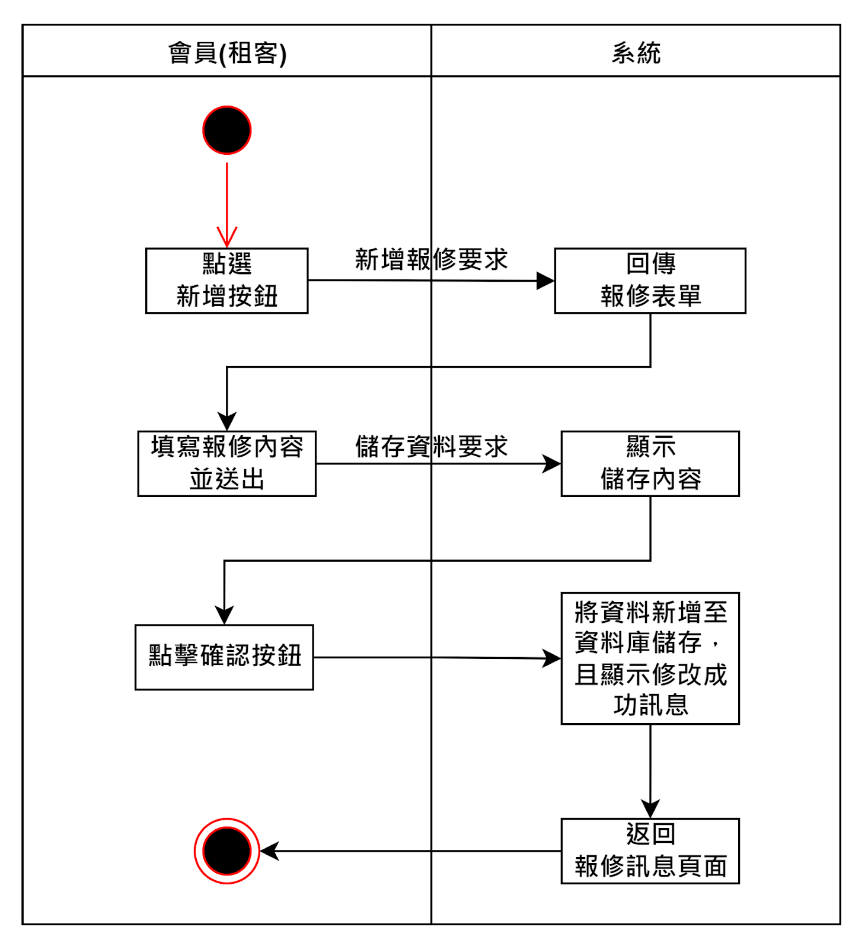 會員(租客)
系統
點選
新增按鈕
新增報修要求
回傳
報修表單
填寫報修內容
並送出
儲存資料要求
顯示
儲存內容
點擊確認按鈕
將資料新增至
資料庫儲存，
且顯示修改成
功訊息
返回
報修訊息頁面